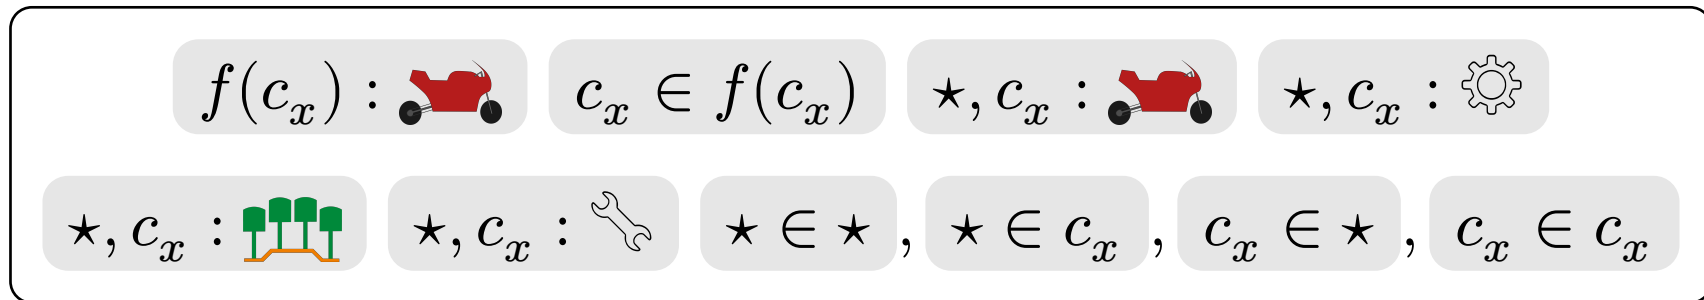 f(c_x) : c_x ∈ f(c_x) ⋆, c_x : ⋆, c_x :
⋆, c_x : ⋆, c_x : ⋆ ∈ ⋆ , ⋆ ∈ c_x , c_x ∈ ⋆ , c_x ∈ c_x